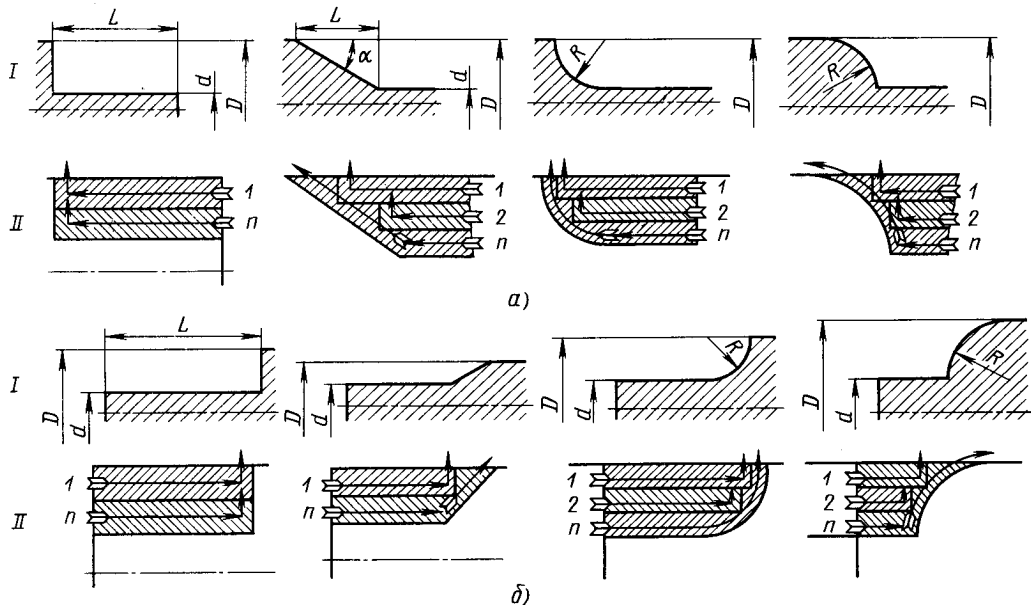 L L
I d D α d D R D R D
II 1 n 1 2 n 1 2 n 1 2 n
а)
L
I D d D d D d R D d R
II 1 n 1 n 1 2 n 1 2 n
б)